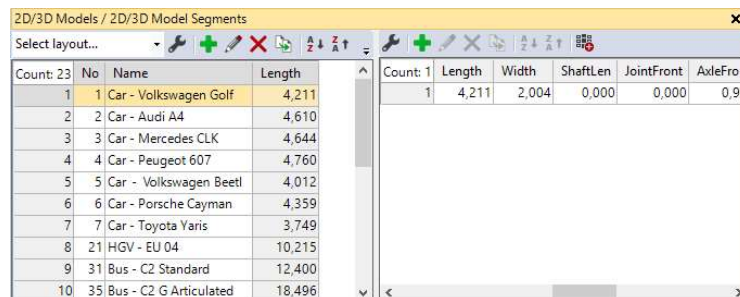 2D/3D Models / 2D/3D Model Segments
Select layout...
Count: 23 No Name Length
1 1 Car - Volkswagen Golf 4,211
2 2 Car - Audi A4 4,610
3 3 Car - Mercedes CLK 4,644
4 4 Car - Peugeot 607 4,760
5 5 Car - Volkswagen Beetl 4,012
6 6 Car - Porsche Cayman 4,359
7 7 Car - Toyota Yaris 3,749
8 21 HGV - EU 04 10,215
9 31 Bus - C2 Standard 12,400
10 35 Bus - C2 G Articulated 18,496
Count: 1 Length Width ShaftLen JointFront AxleFro
1 4,211 2,004 0,000 0,000 0,9